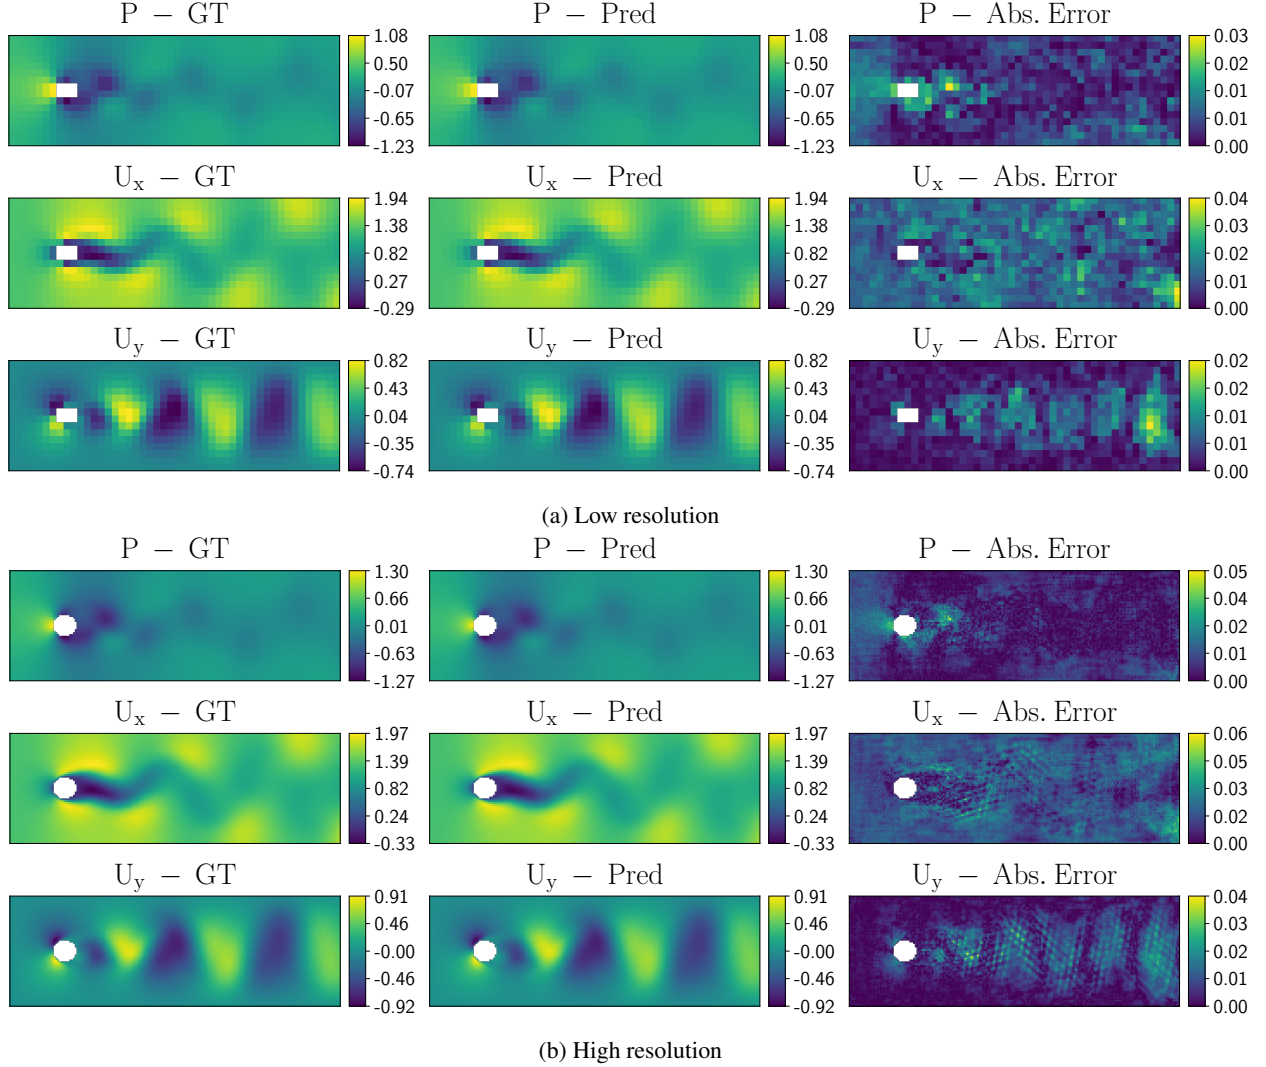 P − GT P − Pred P − Abs. Error
1.08 1.08 0.03
0.50 0.50 0.02
-0.07 -0.07 0.01
-0.65 -0.65 0.01
-1.23 -1.23 0.00
Ux − GT Ux − Pred Ux − Abs. Error
1.94 1.94 0.04
1.38 1.38 0.03
0.82 0.82 0.02
0.27 0.27 0.01
-0.29 -0.29 0.00
Uy − GT Uy − Pred Uy − Abs. Error
0.82 0.82 0.02
0.43 0.43 0.02
0.04 0.04 0.01
-0.35 -0.35 0.01
-0.74 -0.74 0.00
(a) Low resolution
P − GT P − Pred P − Abs. Error
1.30 1.30 0.05
0.66 0.66 0.04
0.01 0.01 0.02
-0.63 -0.63 0.01
-1.27 -1.27 0.00
Ux − GT Ux − Pred Ux − Abs. Error
1.97 1.97 0.06
1.39 1.39 0.05
0.82 0.82 0.03
0.24 0.24 0.02
-0.33 -0.33 0.00
Uy − GT Uy − Pred Uy − Abs. Error
0.91 0.91 0.04
0.46 0.46 0.03
-0.00 -0.00 0.02
-0.46 -0.46 0.01
-0.92 -0.92 0.00
(b) High resolution